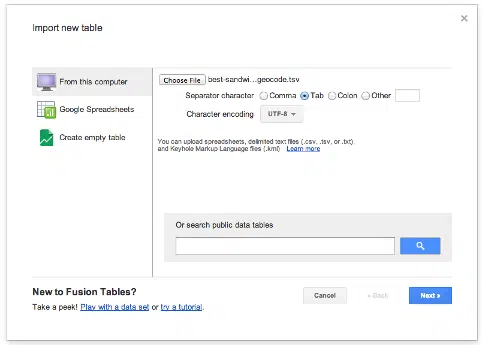 Import new table
From this computer
Google Spreadsheets
Create empty table
Choose File best-sandwi...geocode.tsv
Separator character Comma Tab Colon Other
Character encoding UTF-8
You can upload spreadsheets, delimited text files (.csv, .tsv, or .txt),
and Keyhole Markup Language files (.kml) Learn more
Or search public data tables
New to Fusion Tables?
Take a peek! Play with a data set or try a tutorial.
Cancel « Back Next »